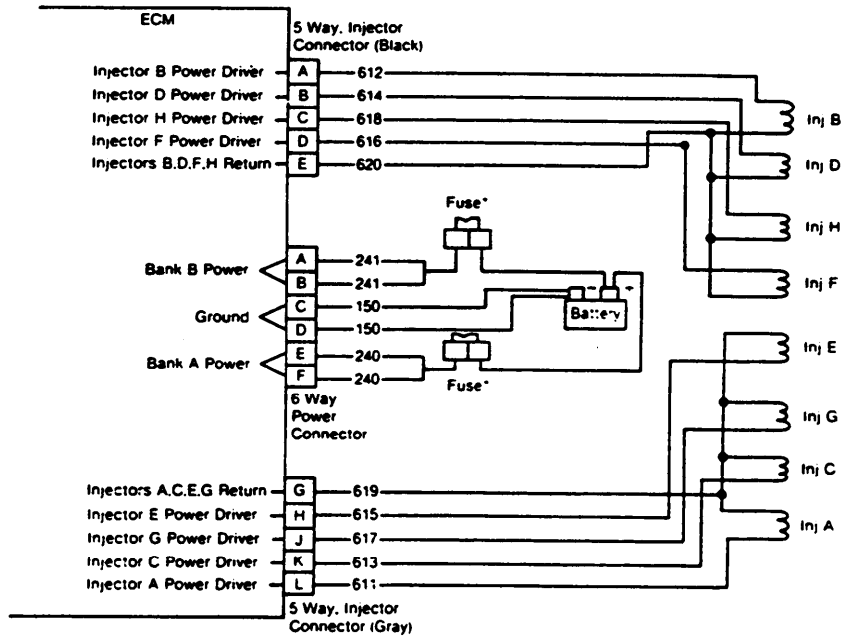 ECM
5 Way, Injector
Connector (Black)
Injector B Power Driver A 612
Injector D Power Driver B 614
Injector H Power Driver C 618
Injector F Power Driver D 616
Injectors B.D.F.H Return E 620
Inj B
Inj D
Inj H
Inj F
Fuse*
Bank B Power
A 241
B 241
Ground
C 150
D 150
- +
Battery
Bank A Power
E 240
F 240
Fuse*
6 Way
Power
Connector
Inj E
Inj G
Inj C
Inj A
Injectors A.C.E.G Return G 619
Injector E Power Driver H 615
Injector G Power Driver J 617
Injector C Power Driver K 613
Injector A Power Driver L 611
5 Way, Injector
Connector (Gray)